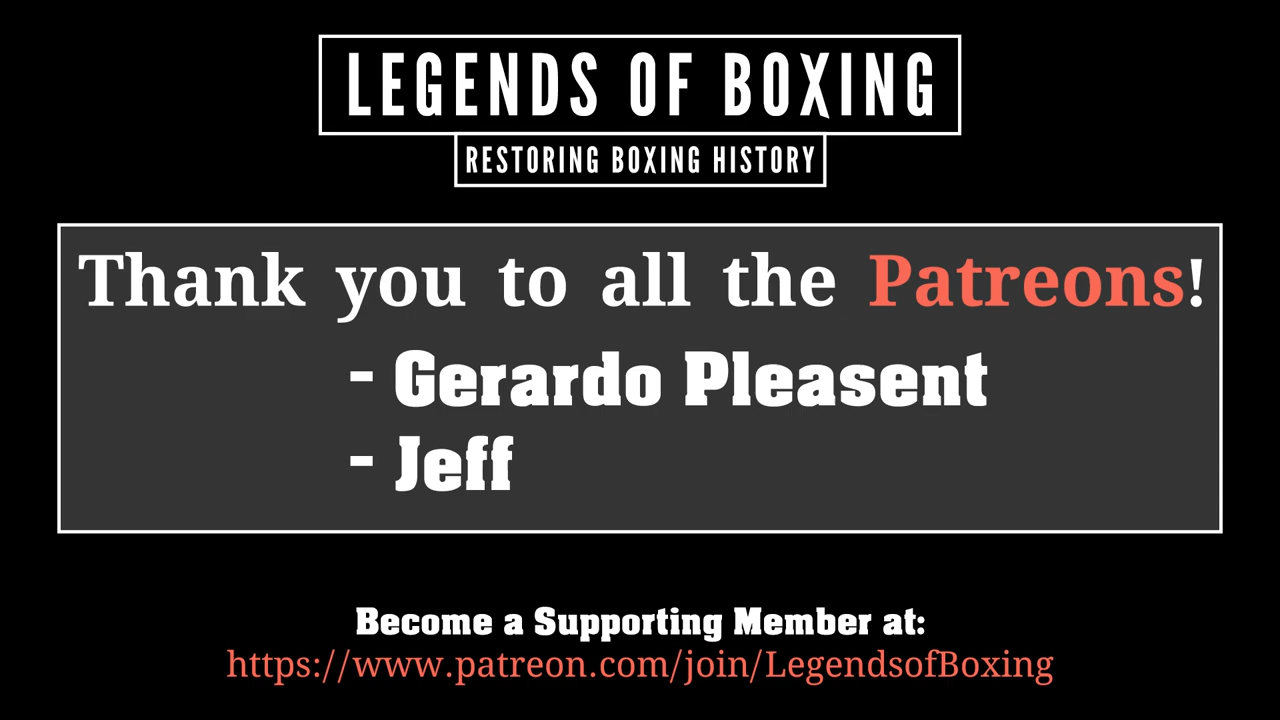 LEGENDS OF BOXING
RESTORING BOXING HISTORY
Thank you to all the Patreons!
- Gerardo Pleasent
- Jeff
Become a Supporting Member at:
https://www.patreon.com/join/LegendsofBoxing